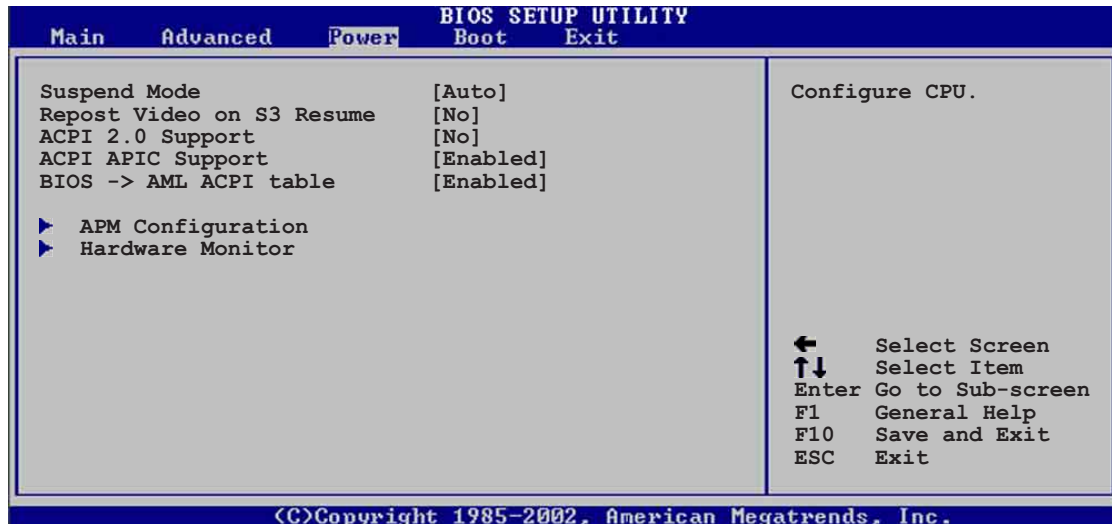 BIOS SETUP UTILITY
Main Advanced Power Boot Exit
Suspend Mode [Auto]
Repost Video on S3 Resume [No]
ACPI 2.0 Support [No]
ACPI APIC Support [Enabled]
BIOS -> AML ACPI table [Enabled]
APM Configuration
Hardware Monitor
Configure CPU.
← Select Screen
↑↓ Select Item
Enter Go to Sub-screen
F1 General Help
F10 Save and Exit
ESC Exit
(C)Copyright 1985-2002, American Megatrends, Inc.